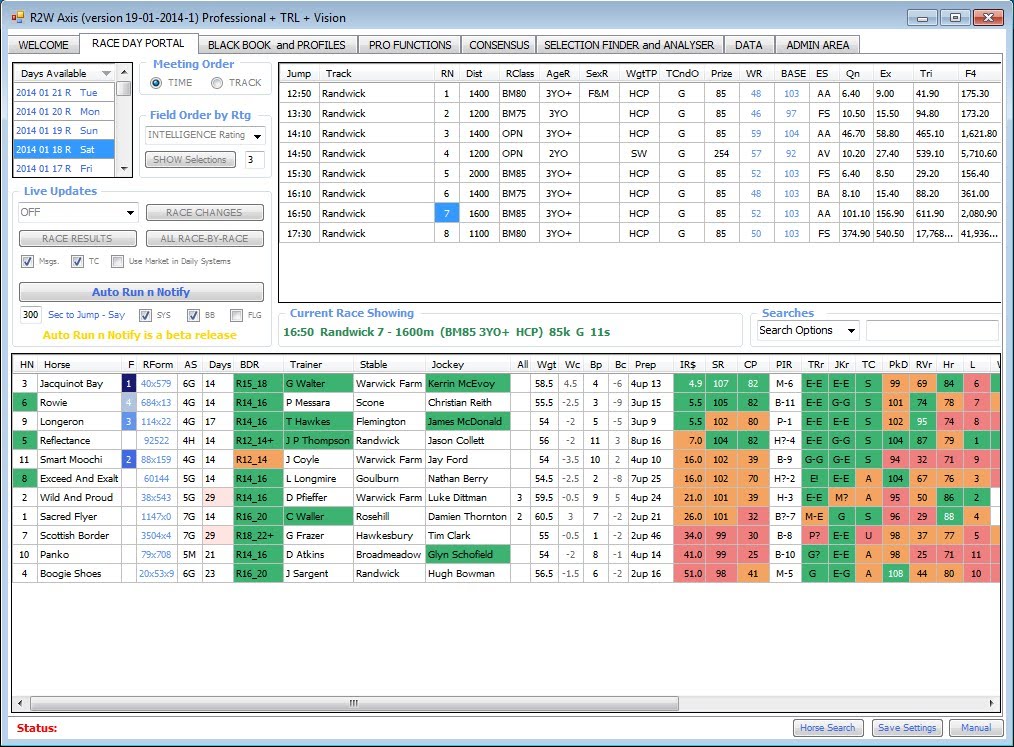 R2W Axis (version 19-01-2014-1) Professional + TRL + Vision
WELCOME RACE DAY PORTAL BLACK BOOK and PROFILES PRO FUNCTIONS CONSENSUS SELECTION FINDER and ANALYSER DATA ADMIN AREA
Days Available
2014 01 21 R Tue
2014 01 20 R Mon
2014 01 19 R Sun
2014 01 18 R Sat
2014 01 17 R Fri
Meeting Order
TIME TRACK
Field Order by Rtg
INTELLIGENCE Rating
SHOW Selections 3
Live Updates
OFF RACE CHANGES
RACE RESULTS ALL RACE-BY-RACE
Msgs. TC Use Market in Daily Systems
Auto Run n Notify
300 Sec to Jump - Say SYS BB FLG
Auto Run n Notify is a beta release
Jump Track RN Dist RClass AgeR SexR WgtTP TCndO Prize WR BASE ES Qn Ex Tri F4
12:50 Randwick 1 1400 BM80 3YO+ F&M HCP G 85 48 103 AA 6.40 9.00 41.90 175.30
13:30 Randwick 2 1200 BM75 3YO HCP G 85 46 97 FS 10.50 15.50 94.80 173.20
14:10 Randwick 3 1400 OPN 3YO+ HCP G 85 59 104 AA 46.70 58.80 465.10 1,621.80
14:50 Randwick 4 1200 OPN 2YO SW G 254 57 92 AV 10.20 27.40 539.10 5,710.60
15:30 Randwick 5 2000 BM85 3YO+ HCP G 85 52 103 FS 6.40 8.50 29.20 156.40
16:10 Randwick 6 1400 BM75 3YO+ HCP G 85 48 103 BA 8.10 15.40 88.20 361.00
16:50 Randwick 7 1600 BM85 3YO+ HCP G 85 52 103 AA 101.10 156.90 611.90 2,080.90
17:30 Randwick 8 1100 BM80 3YO+ HCP G 85 50 103 FS 374.90 540.50 17,768... 41,936...
Current Race Showing
16:50 Randwick 7 - 1600m (BM85 3YO+ HCP) 85k G 11s
Searches
Search Options
HN Horse F RForm AS Days BDR Trainer Stable Jockey All Wgt Wc Bp Bc Prep IR$ SR CP PIR TRr JKr TC PkD RVr Hr L
3 Jacquinot Bay 1 40x579 6G 14 R15_18 G Walter Warwick Farm Kerrin McEvoy 58.5 4.5 4 -6 4up 13 4.9 107 82 M-6 E-E E-E S 99 69 84 6
6 Rowie 4 684x13 4G 14 R14_16 P Messara Scone Christian Reith 55.5 -2.5 3 -9 3up 15 5.5 105 82 B-11 E-E G-G S 101 74 78 7
9 Longeron 3 114x22 4G 17 R14_16 T Hawkes Flemington James McDonald 54 -2 5 -5 3up 9 5.5 102 80 P-1 E-E E-E S 102 95 74 8
5 Reflectance 92522 4H 14 R12_14+ J P Thompson Randwick Jason Collett 56 -2 11 3 8up 16 7.0 104 82 H?-4 E-E G-G S 104 87 79 1
11 Smart Moochi 2 88x159 4G 14 R12_14 J Coyle Warwick Farm Jay Ford 54 -3.5 10 2 4up 10 16.0 102 39 B-9 G-G G-E S 94 32 71 9
8 Exceed And Exalt 60144 5G 14 R14_16 L Longmire Goulburn Nathan Berry 54.5 -2.5 2 -8 7up 25 16.0 102 70 H?-2 E! E-E A 104 67 76 3
2 Wild And Proud 38x543 5G 29 R14_16 D Pfieffer Warwick Farm Luke Dittman 3 59.5 -0.5 9 5 4up 24 21.0 101 39 H-3 E-E M? A 95 50 86 2
1 Sacred Flyer 1147x0 7G 14 R16_20 C Waller Rosehill Damien Thornton 2 60.5 3 7 -2 2up 21 26.0 101 32 B?-7 M-E G S 96 29 88 4
7 Scottish Border 3504x4 7G 29 R18_22+ G Frazer Hawkesbury Tim Clark 55 -0.5 1 -2 2up 46 34.0 99 30 B-8 P? E-E U 98 37 77 5
10 Panko 79x708 5M 21 R14_16 D Atkins Broadmeadow Glyn Schofield 54 -2 8 -1 4up 14 41.0 99 25 B-10 G? E-E A 98 25 71 11
4 Boogie Shoes 20x53x9 6G 23 R16_20 J Sargent Randwick Hugh Bowman 56.5 -1.5 6 -2 2up 16 51.0 98 41 M-5 G E-G A 108 44 80 10
Status:
Horse Search Save Settings Manual